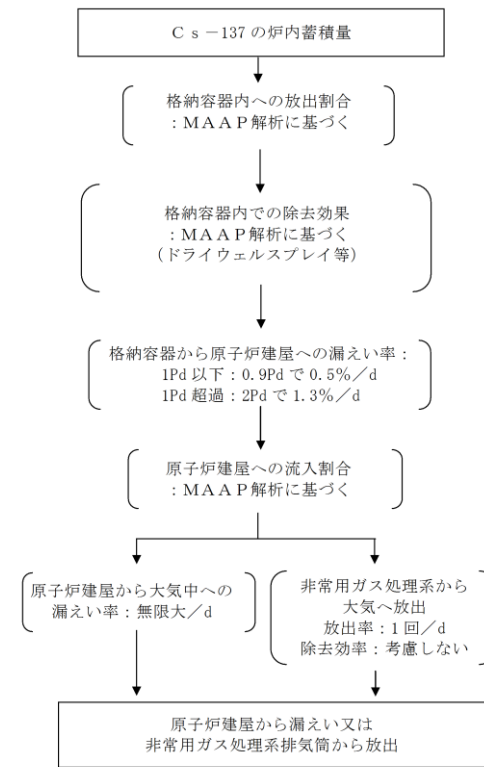 Ｃｓ－137の炉内蓄積量
格納容器内への放出割合
：ＭＡＡＰ解析に基づく
格納容器内での除去効果
：ＭＡＡＰ解析に基づく
（ドライウェルスプレイ等）
格納容器から原子炉建屋への漏えい率：
1Pd 以下：0.9Pd で 0.5％／d
1Pd 超過：2Pd で 1.3％／d
原子炉建屋への流入割合
：ＭＡＡＰ解析に基づく
原子炉建屋から大気中への
漏えい率：無限大／d
非常用ガス処理系から
大気へ放出
放出率：1 回／d
除去効率：考慮しない
原子炉建屋から漏えい又は
非常用ガス処理系排気筒から放出